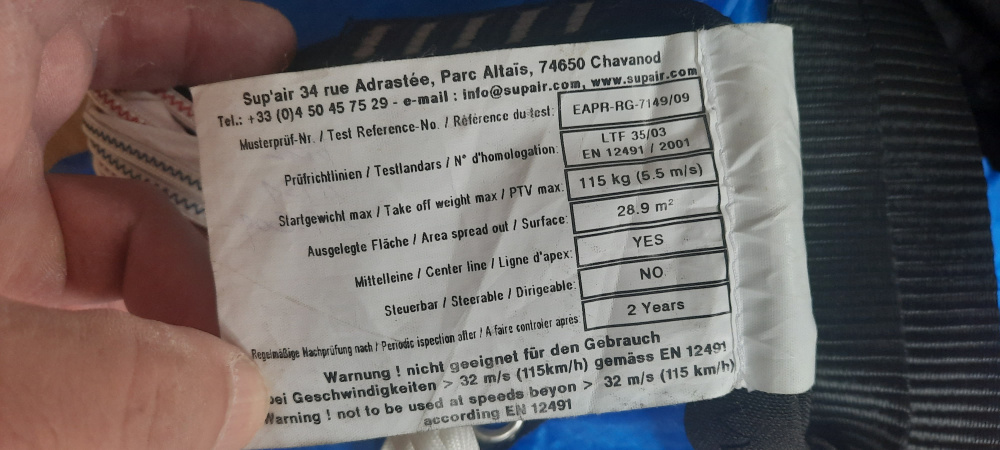 Sup'air 34 rue Adrastée, Parc Altaïs, 74650 Chavanod
Tel.: +33 (0)4 50 45 75 29 - e-mail : info@supair.com, www.supair.com
Musterprüf-Nr. / Test Reference-No. / Référence du test: EAPR-RG-7149/09
Prüfrichtlinien / Testlandars / N° d'homologation: LTF 35/03
EN 12491 / 2001
Startgewicht max / Take off weight max / PTV max: 115 kg (5.5 m/s)
Ausgelegte Fläche / Area spread out / Surface: 28.9 m²
Mittelleine / Center line / Ligne d'apex: YES
Steuerbar / Steerable / Dirigeable: NO
Regelmäßige Nachprüfung nach / Periodic ispection after / A faire controler après: 2 Years
Warnung ! nicht geeignet für den Gebrauch
bei Geschwindigkeiten > 32 m/s (115km/h) gemäss EN 12491
Warning ! not to be used at speeds beyon > 32 m/s (115 km/h)
according EN 12491